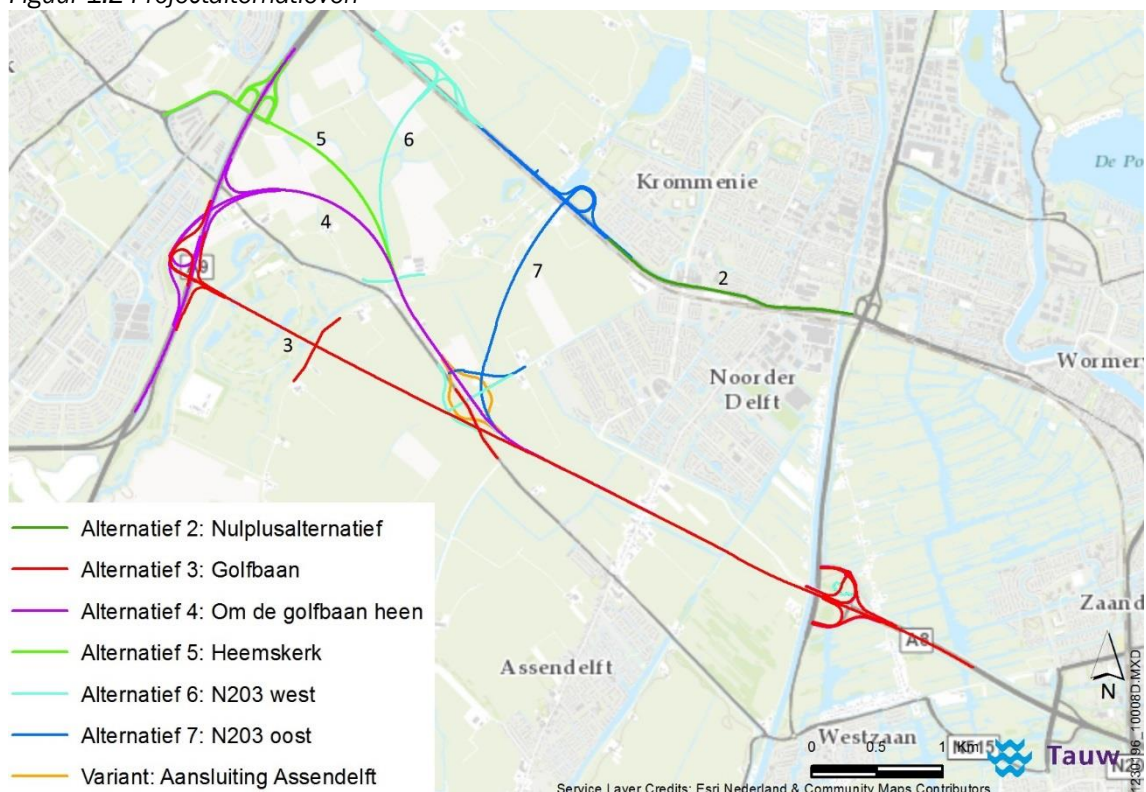 Figuur 1.2 Projectalternatieven
k
5
6
Krommenie
De Po
4
A9
7
2
3
Noorder
Delft
Wormerv
Alternatief 2: Nulplusalternatief
Alternatief 3: Golfbaan
Alternatief 4: Om de golfbaan heen
Alternatief 5: Heemskerk
Alternatief 6: N203 west
Alternatief 7: N203 oost
Variant: Aansluiting Assendelft
Zaand
A8
Assendelft
N
Westzaan
N515
0 0.5 1 Km
Tauw
Service Layer Credits: Esri Nederland & Community Maps Contributors